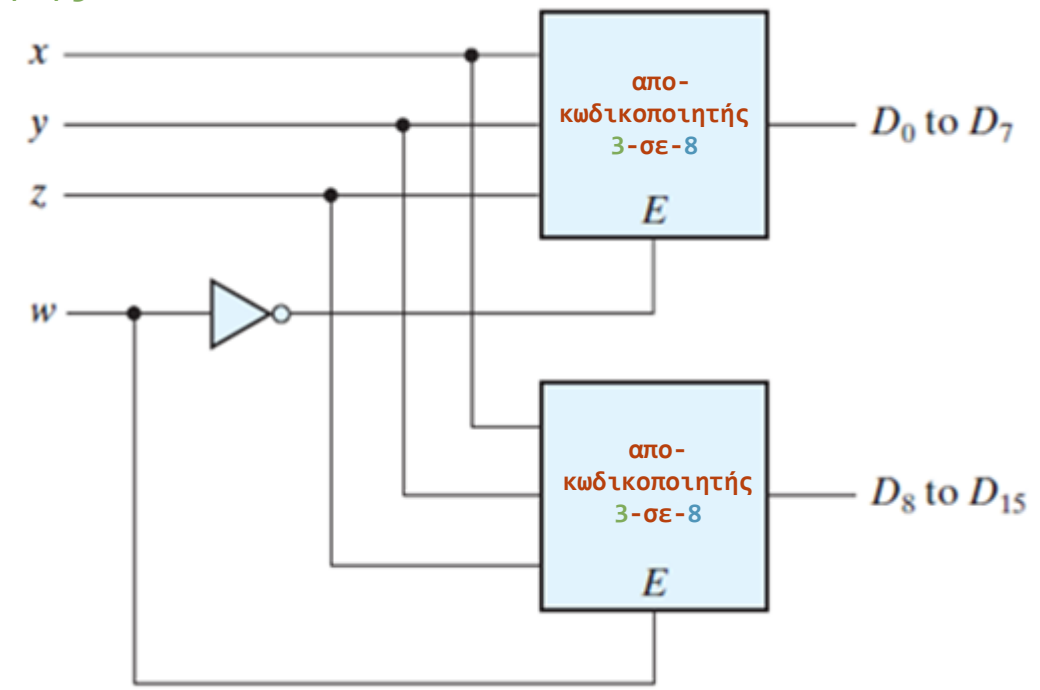 x
y
z
w
απο-
κωδικοποιητής
3-σε-8
E
D₀ to D₇
απο-
κωδικοποιητής
3-σε-8
E
D₈ to D₁₅